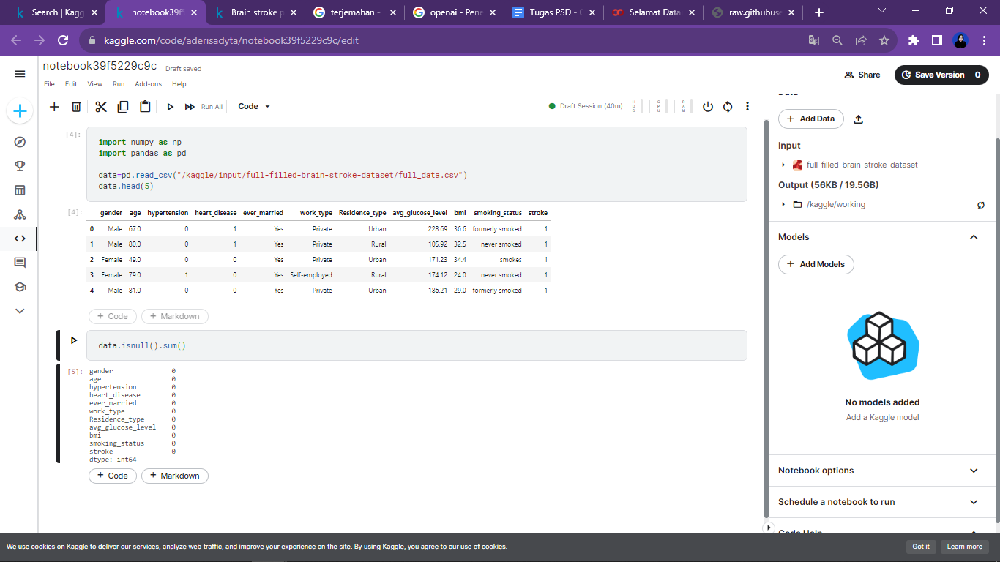 Search | Kagg
notebook39f5
Brain stroke p
terjemahan -
openai - Pene
Tugas PSD -
Selamat Data
raw.githubuse
kaggle.com/code/aderisadyta/notebook39f5229c9c/edit
notebook39f5229c9c Draft saved
File Edit View Run Add-ons Help
Share
Save Version 0
Run All Code
Draft Session (40m)
HDD
CPU
RAM
[4]:
import numpy as np
import pandas as pd
data=pd.read_csv("/kaggle/input/full-filled-brain-stroke-dataset/full_data.csv")
data.head(5)
[4]:
gender age hypertension heart_disease ever_married work_type Residence_type avg_glucose_level bmi smoking_status stroke
0 Male 67.0 0 1 Yes Private Urban 228.69 36.6 formerly smoked 1
1 Male 80.0 0 1 Yes Private Rural 105.92 32.5 never smoked 1
2 Female 49.0 0 0 Yes Private Urban 171.23 34.4 smokes 1
3 Female 79.0 1 0 Yes Self-employed Rural 174.12 24.0 never smoked 1
4 Male 81.0 0 0 Yes Private Urban 186.21 29.0 formerly smoked 1
+ Code + Markdown
data.isnull().sum()
[5]:
gender 0
age 0
hypertension 0
heart_disease 0
ever_married 0
work_type 0
Residence_type 0
avg_glucose_level 0
bmi 0
smoking_status 0
stroke 0
dtype: int64
+ Code + Markdown
Data
+ Add Data
Input
full-filled-brain-stroke-dataset
Output (56KB / 19.5GB)
/kaggle/working
Models
+ Add Models
No models added
Add a Kaggle model
Notebook options
Schedule a notebook to run
Code Help
We use cookies on Kaggle to deliver our services, analyze web traffic, and improve your experience on the site. By using Kaggle, you agree to our use of cookies.
Got it
Learn more